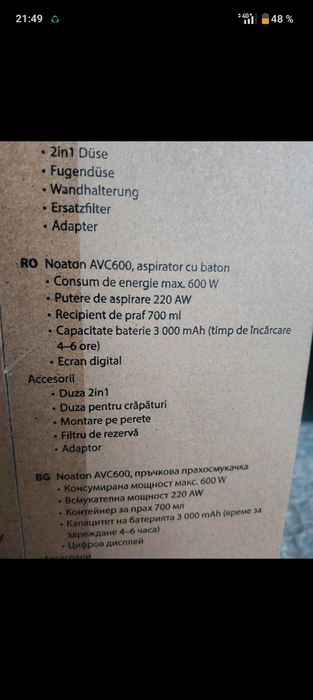 21:49
4G+
48 %
• 2in1 Düse
• Fugendüse
• Wandhalterung
• Ersatzfilter
• Adapter
RO Noaton AVC600, aspirator cu baton
• Consum de energie max. 600 W
• Putere de aspirare 220 AW
• Recipient de praf 700 ml
• Capacitate baterie 3 000 mAh (timp de încărcare
4–6 ore)
• Ecran digital
Accesorii
• Duza 2in1
• Duza pentru crăpături
• Montare pe perete
• Filtru de rezervă
• Adaptor
BG Noaton AVC600, пръчкова прахосмукачка
• Консумирана мощност макс. 600 W
• Всмукателна мощност 220 AW
• Контейнер за прах 700 мл
• Капацитет на батерията 3 000 mAh (време за
зареждане 4–6 часа)
• Цифров дисплей